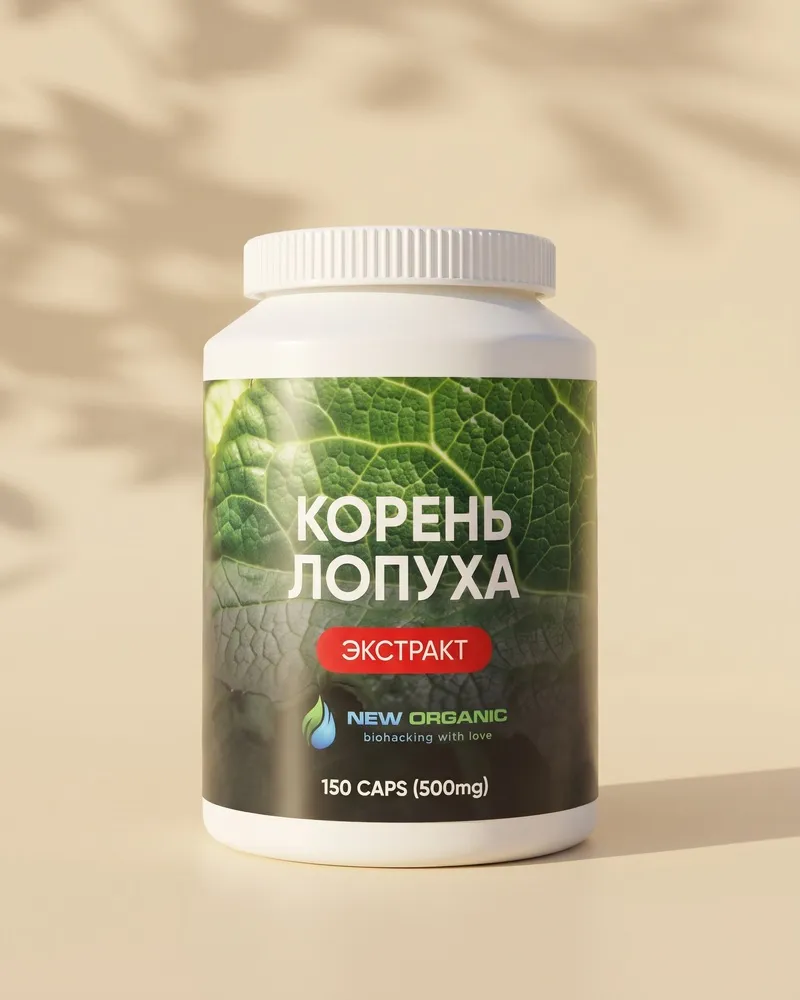 КОРЕНЬ
ЛОПУХА
ЭКСТРАКТ
NEW ORGANIC
biohacking with love
150 CAPS (500mg)